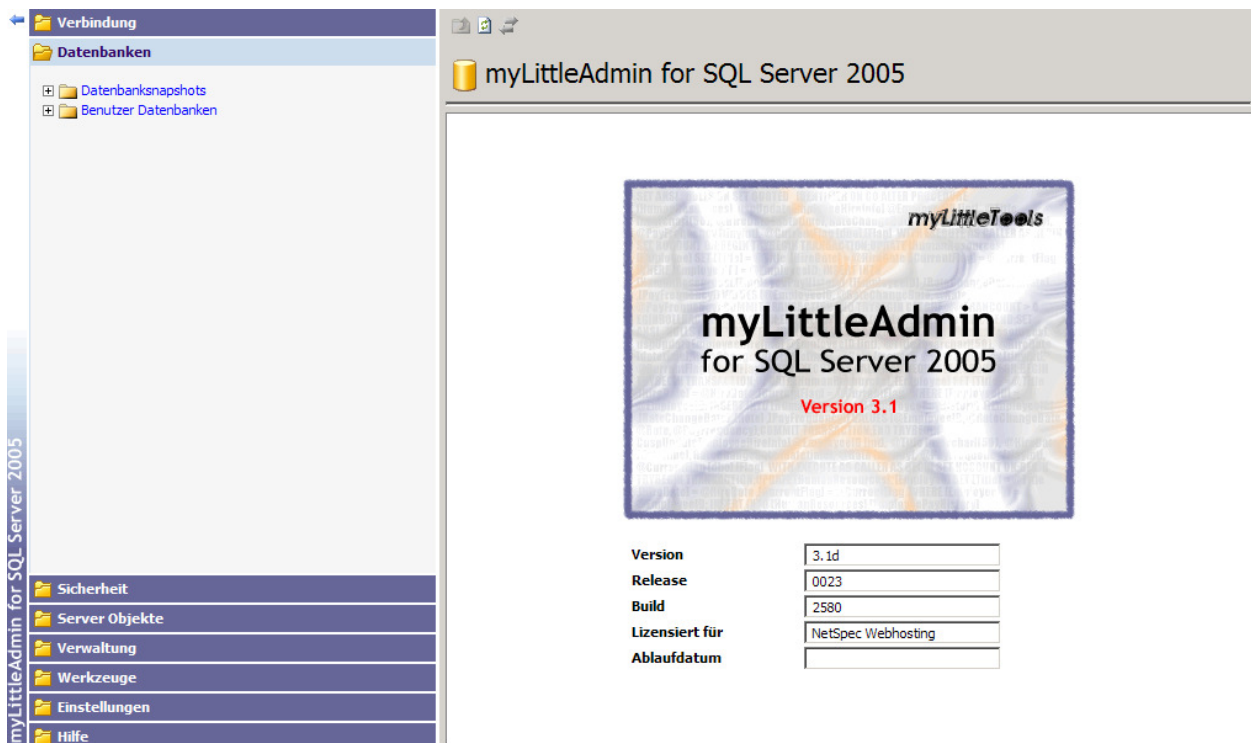 Verbindung
Datenbanken
Datenbanksnapshots
Benutzer Datenbanken
Sicherheit
Server Objekte
Verwaltung
Werkzeuge
Einstellungen
Hilfe
myLittleAdmin for SQL Server 2005
myLittleAdmin for SQL Server 2005
myLittleTools
myLittleAdmin
for SQL Server 2005
Version 3.1
Version 3.1d
Release 0023
Build 2580
Lizensiert für NetSpec Webhosting
Ablaufdatum